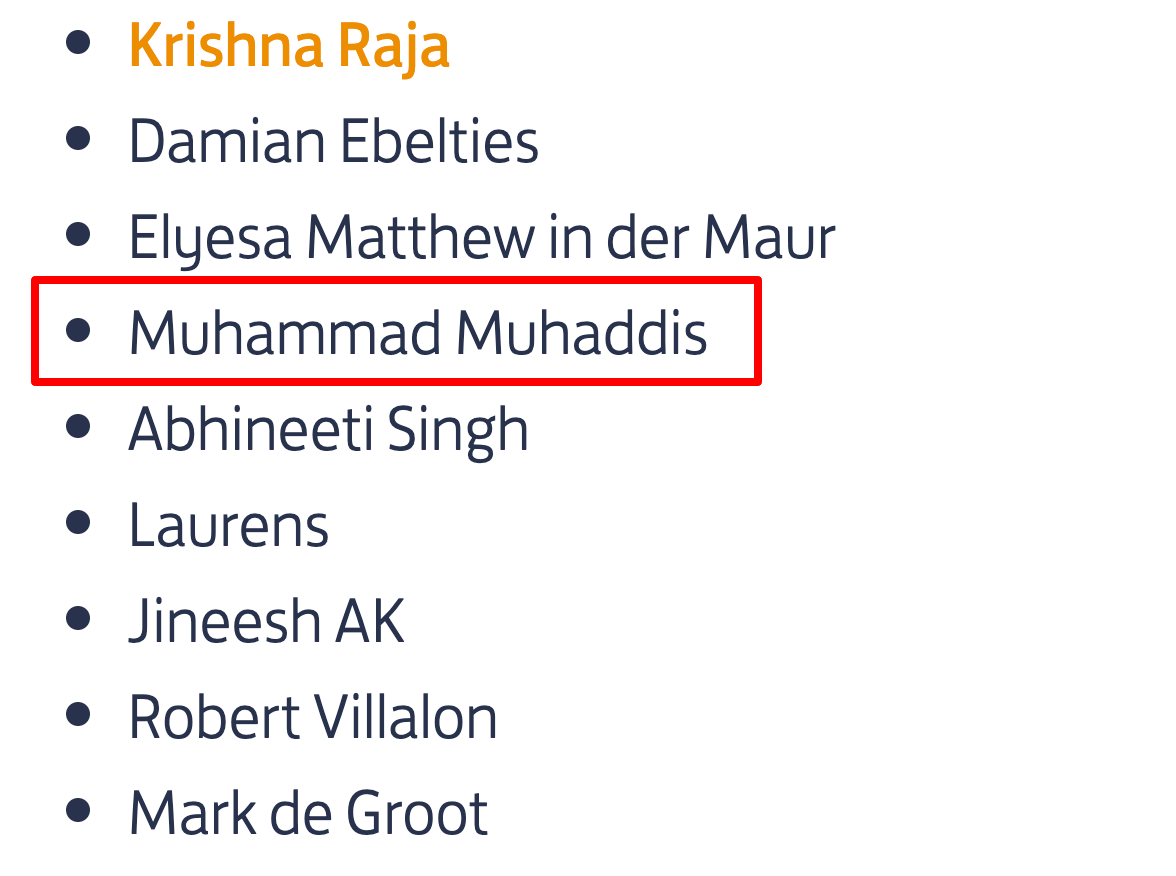 Krishna Raja
Damian Ebelties
Elyesa Matthew in der Maur
Muhammad Muhaddis
Abhineeti Singh
Laurens
Jineesh AK
Robert Villalon
Mark de Groot